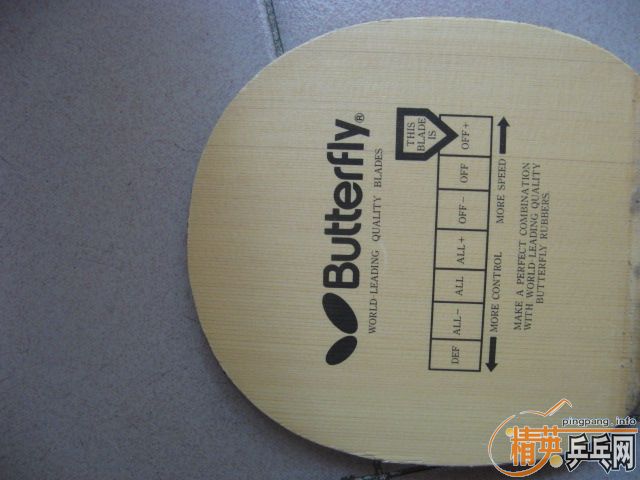 Butterfly®
WORLD-LEADING QUALITY BLADES
THIS
BLADE
IS
DEF ALL− ALL ALL+ OFF− OFF OFF+
MORE CONTROL MORE SPEED
MAKE A PERFECT COMBINATION
WITH WORLD-LEADING QUALITY
BUTTERFLY RUBBERS.
pingpang.info
精英乒乓网